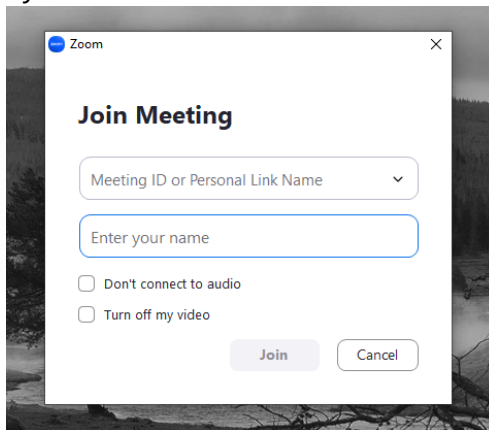 Zoom
Join Meeting
Meeting ID or Personal Link Name
Enter your name
Don't connect to audio
Turn off my video
Join Cancel